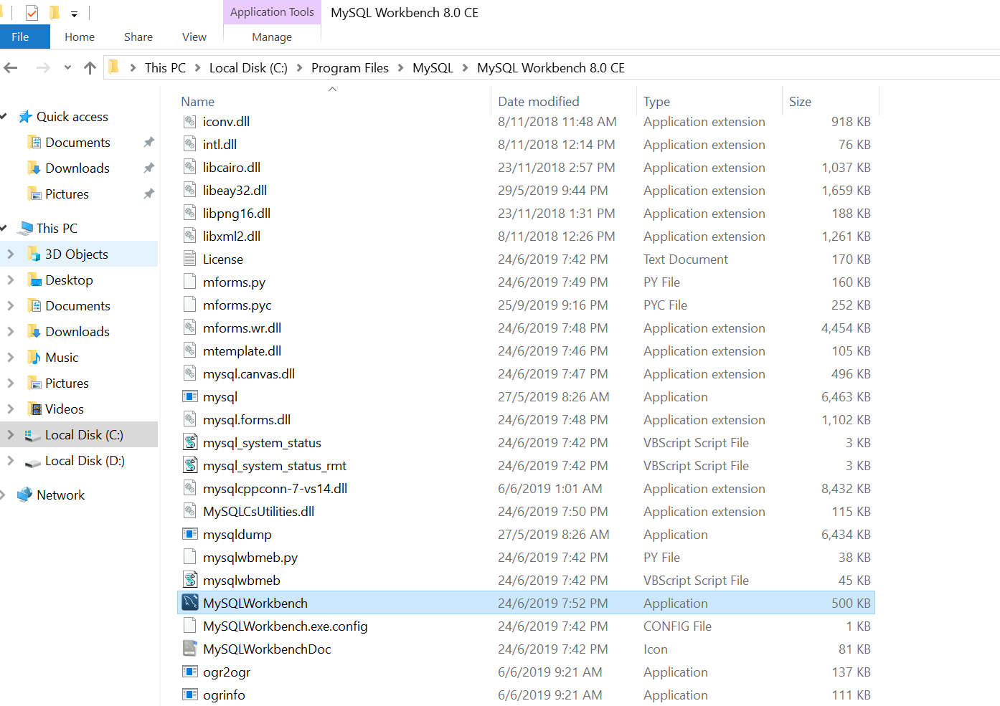 Application Tools MySQL Workbench 8.0 CE
File Home Share View Manage
This PC Local Disk (C:) Program Files MySQL MySQL Workbench 8.0 CE
Quick access
Documents
Downloads
Pictures
This PC
3D Objects
Desktop
Documents
Downloads
Music
Pictures
Videos
Local Disk (C:)
Local Disk (D:)
Network
Name Date modified Type Size
iconv.dll 8/11/2018 11:48 AM Application extension 918 KB
intl.dll 8/11/2018 12:14 PM Application extension 76 KB
libcairo.dll 23/11/2018 2:57 PM Application extension 1,037 KB
libeay32.dll 29/5/2019 9:44 PM Application extension 1,659 KB
libpng16.dll 23/11/2018 1:31 PM Application extension 188 KB
libxml2.dll 8/11/2018 12:26 PM Application extension 1,261 KB
License 24/6/2019 7:42 PM Text Document 170 KB
mforms.py 24/6/2019 7:49 PM PY File 160 KB
mforms.pyc 25/9/2019 9:16 PM PYC File 252 KB
mforms.wr.dll 24/6/2019 7:48 PM Application extension 4,454 KB
mtemplate.dll 24/6/2019 7:46 PM Application extension 105 KB
mysql.canvas.dll 24/6/2019 7:47 PM Application extension 496 KB
mysql 27/5/2019 8:26 AM Application 6,463 KB
mysql.forms.dll 24/6/2019 7:48 PM Application extension 1,102 KB
mysql_system_status 24/6/2019 7:42 PM VBScript Script File 3 KB
mysql_system_status_rmt 24/6/2019 7:42 PM VBScript Script File 3 KB
mysqlcppconn-7-vs14.dll 6/6/2019 1:01 AM Application extension 8,432 KB
MySQLCsUtilities.dll 24/6/2019 7:50 PM Application extension 115 KB
mysqldump 27/5/2019 8:26 AM Application 6,434 KB
mysqlwbmeb.py 24/6/2019 7:42 PM PY File 38 KB
mysqlwbmeb 24/6/2019 7:42 PM VBScript Script File 45 KB
MySQLWorkbench 24/6/2019 7:52 PM Application 500 KB
MySQLWorkbench.exe.config 24/6/2019 7:42 PM CONFIG File 1 KB
MySQLWorkbenchDoc 24/6/2019 7:42 PM Icon 81 KB
ogr2ogr 6/6/2019 9:21 AM Application 137 KB
ogrinfo 6/6/2019 9:21 AM Application 111 KB